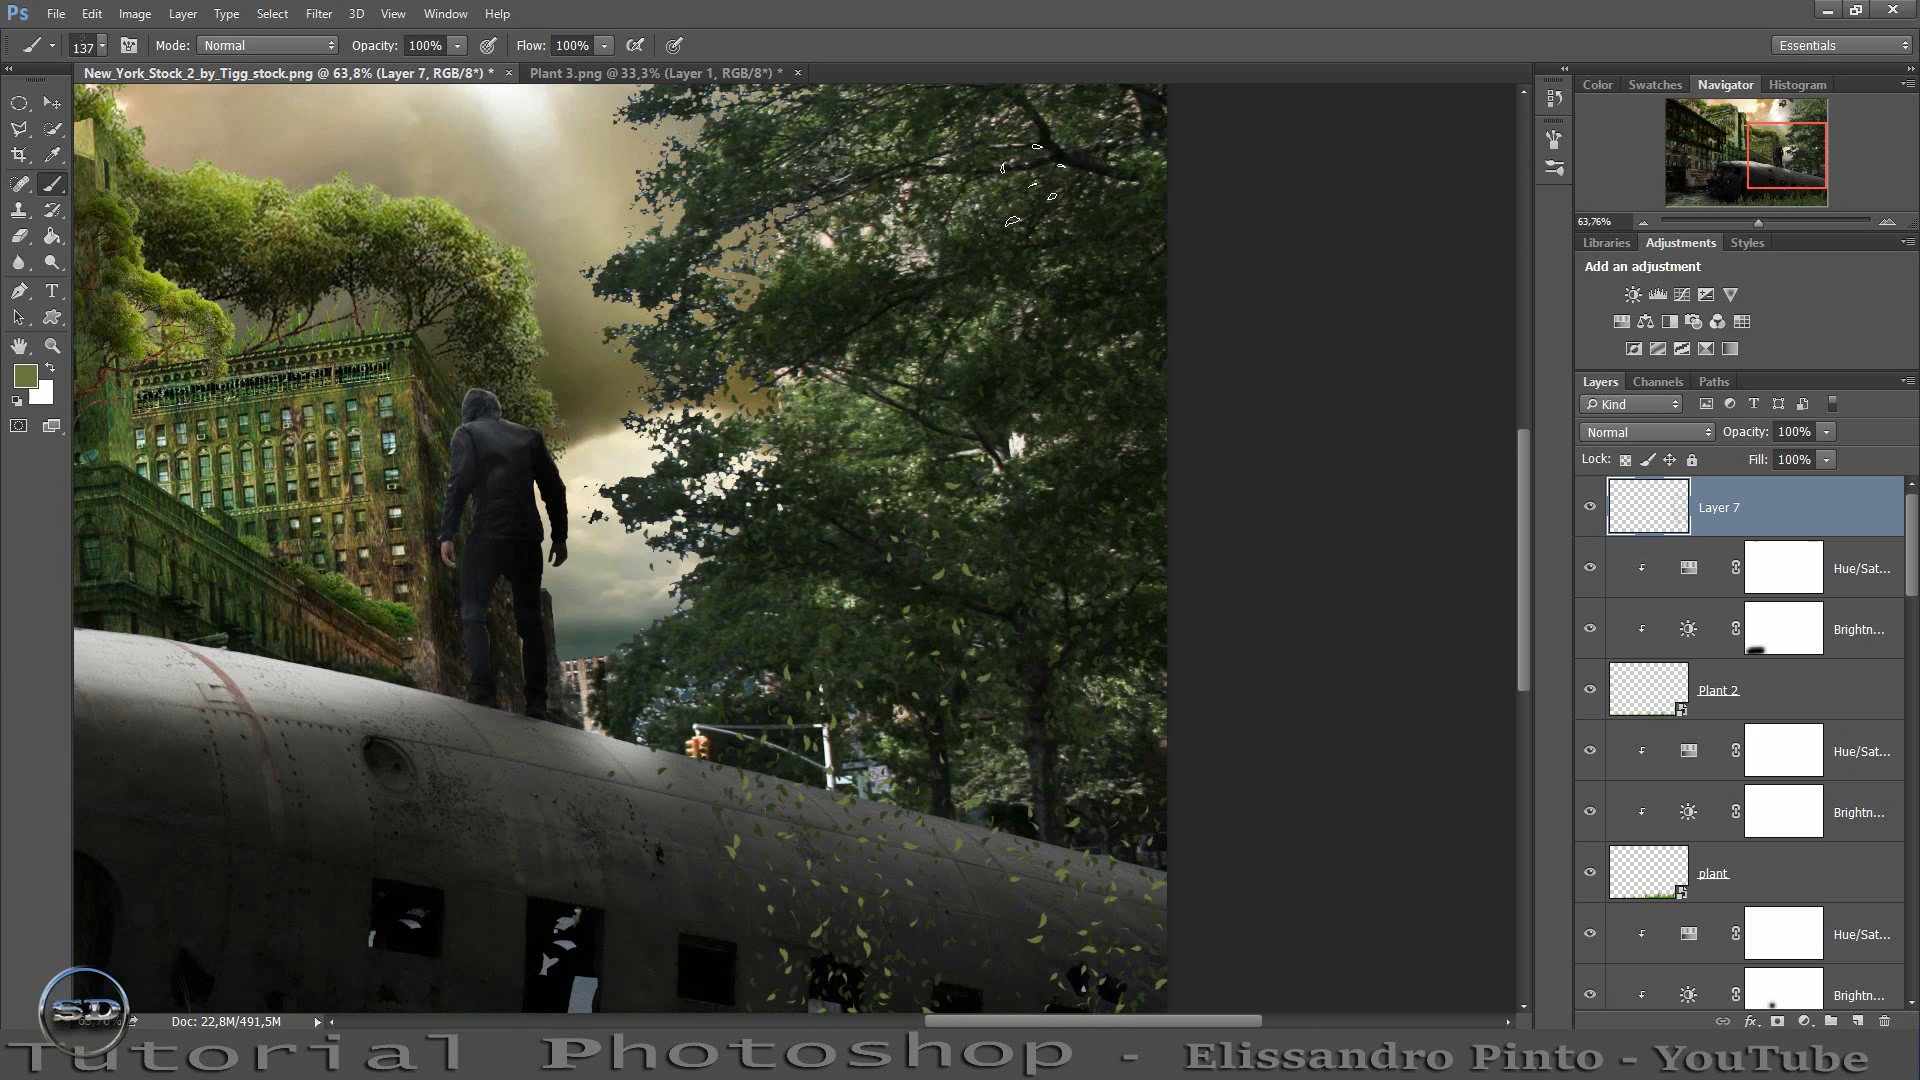 Ps File Edit Image Layer Type Select Filter 3D View Window Help
137 Mode: Normal Opacity: 100% Flow: 100% Essentials
New_York_Stock_2_by_Tigg_stock.png @ 63,8% (Layer 7, RGB/8*) * × Plant 3.png @ 33,3% (Layer 1, RGB/8*) * ×
Color Swatches Navigator Histogram
63,76%
Libraries Adjustments Styles
Add an adjustment
Layers Channels Paths
Kind
Normal Opacity: 100%
Lock: Fill: 100%
Layer 7
Hue/Sat...
Brightn...
Plant 2
Hue/Sat...
Brightn...
plant
Hue/Sat...
Brightn...
SD
63,76% Doc: 22,8M/491,5M
Tutorial Photoshop - Elissandro Pinto - YouTube